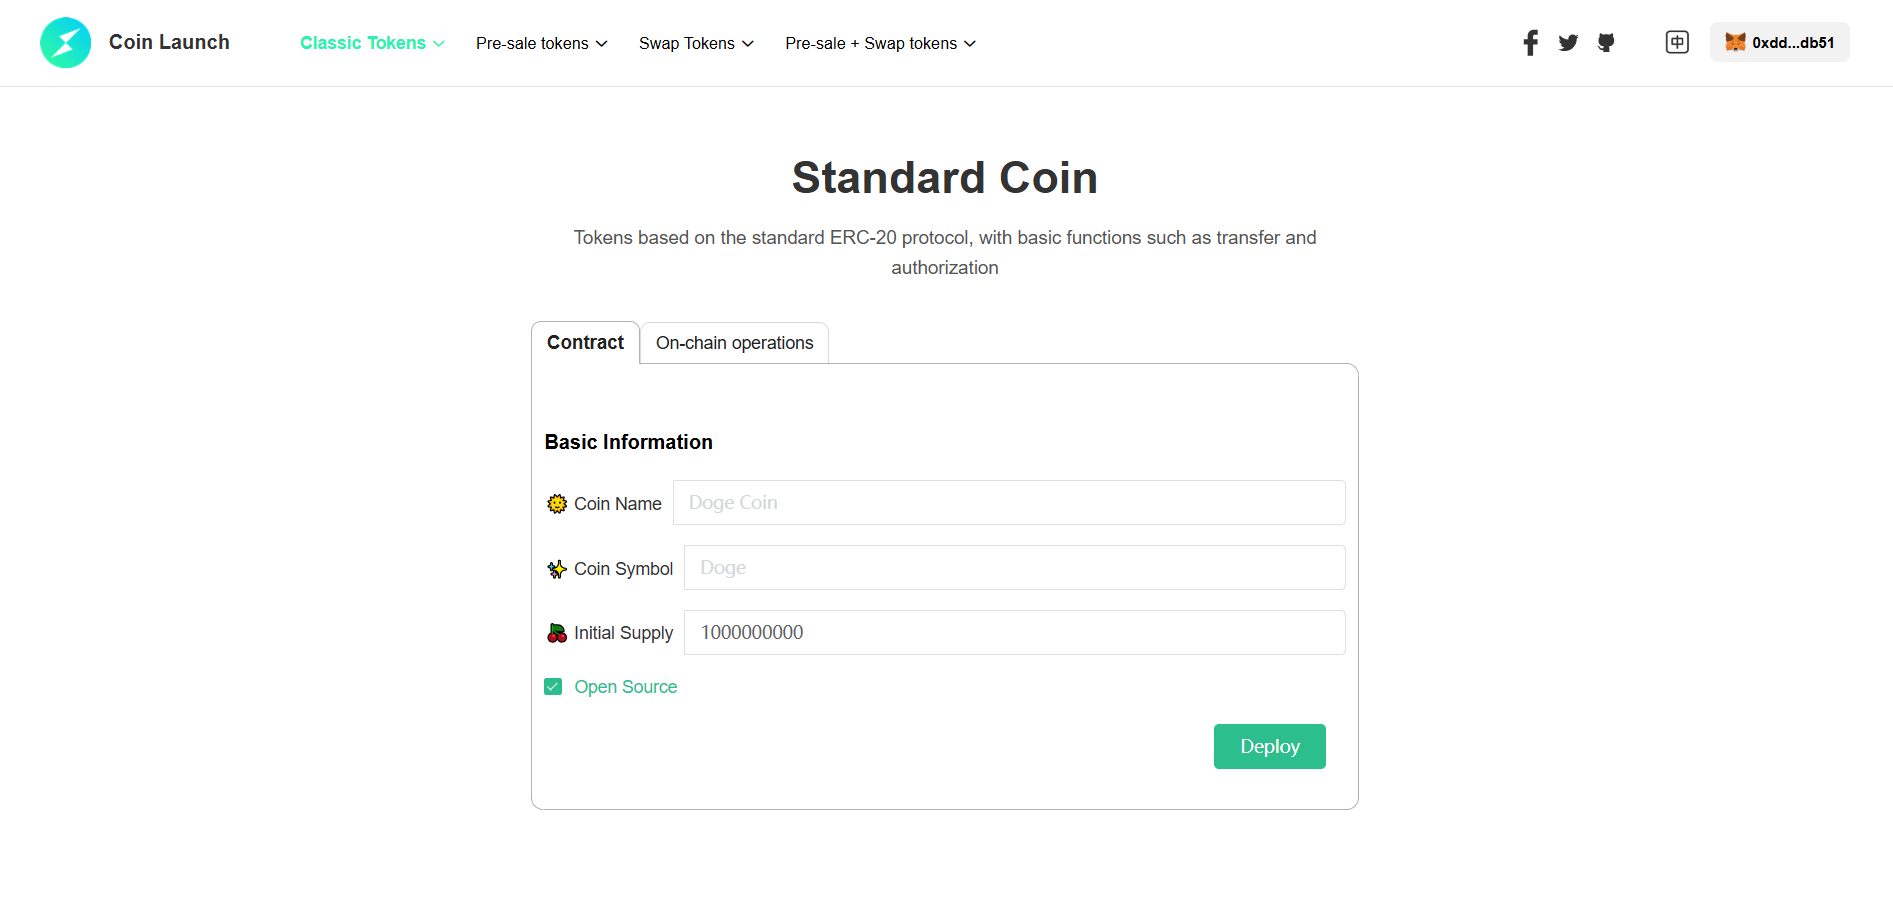 Coin Launch
Classic Tokens
Pre-sale tokens
Swap Tokens
Pre-sale + Swap tokens
中
0xdd...db51
Standard Coin
Tokens based on the standard ERC-20 protocol, with basic functions such as transfer and
authorization
Contract
On-chain operations
Basic Information
Coin Name
Doge Coin
Coin Symbol
Doge
Initial Supply
1000000000
Open Source
Deploy